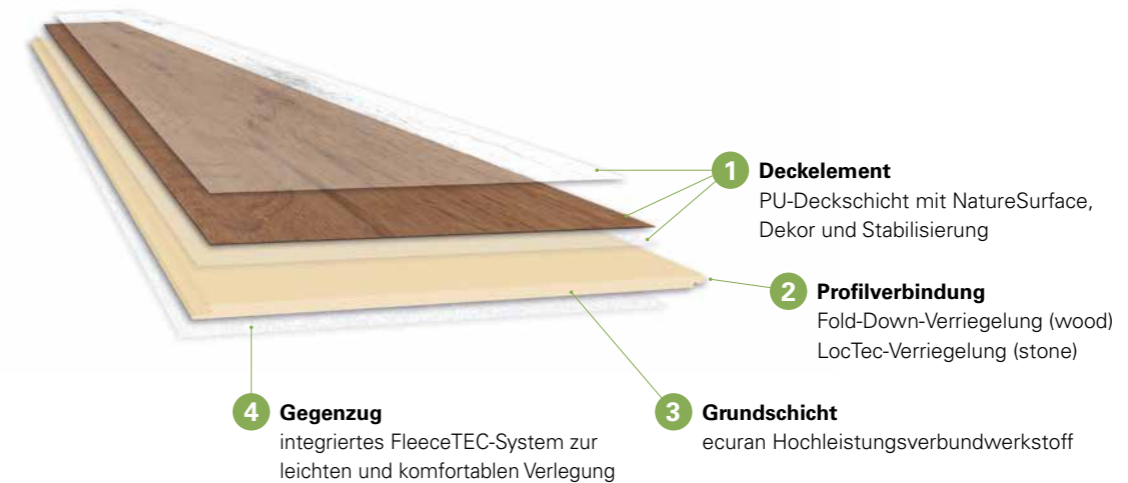 1 Deckelement
PU-Deckschicht mit NatureSurface,
Dekor und Stabilisierung
2 Profilverbindung
Fold-Down-Verriegelung (wood)
LocTec-Verriegelung (stone)
4 Gegenzug
integriertes FleeceTEC-System zur
leichten und komfortablen Verlegung
3 Grundschicht
ecuran Hochleistungsverbundwerkstoff